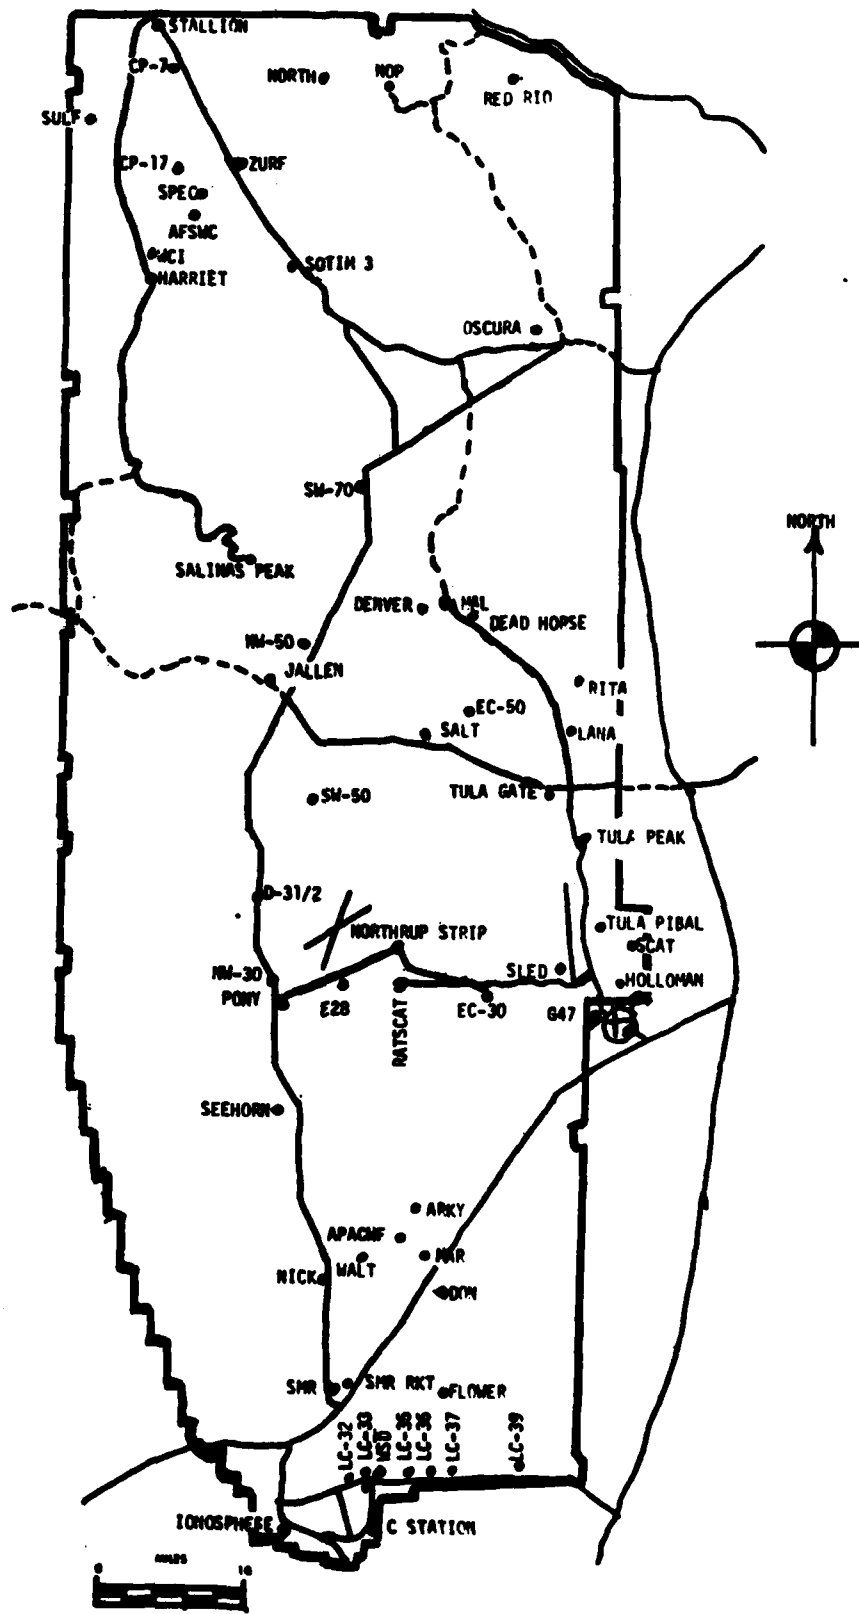 STALLION
CP-7
NORTH
NOP
RED RIO
SULF
CP-17
ZURF
SPEC
AFSWC
WCI
HARRIET
SOTIM 3
OSCURA
SW-70
NORTH
SALINAS PEAK
DENVER
MAL
DEAD HORSE
NW-50
JALLEN
RITA
EC-50
SALT
LANA
SW-50
TULA GATE
TULA PEAK
D-31/2
TULA PIBAL
NORTHRUP STRIP
SCAT
NW-30
SLED
HOLLOMAN
PONY
E28
RATSCAT
EC-30
G47
SEEHORN
ARKY
APACHE
MAR
WALT
NICK
DON
SMR
SMR RKT
FLOWER
LC-32
LC-33
WSD
LC-35
LC-36
LC-37
LC-39
IONOSPHERE
C STATION
MILES
0 10